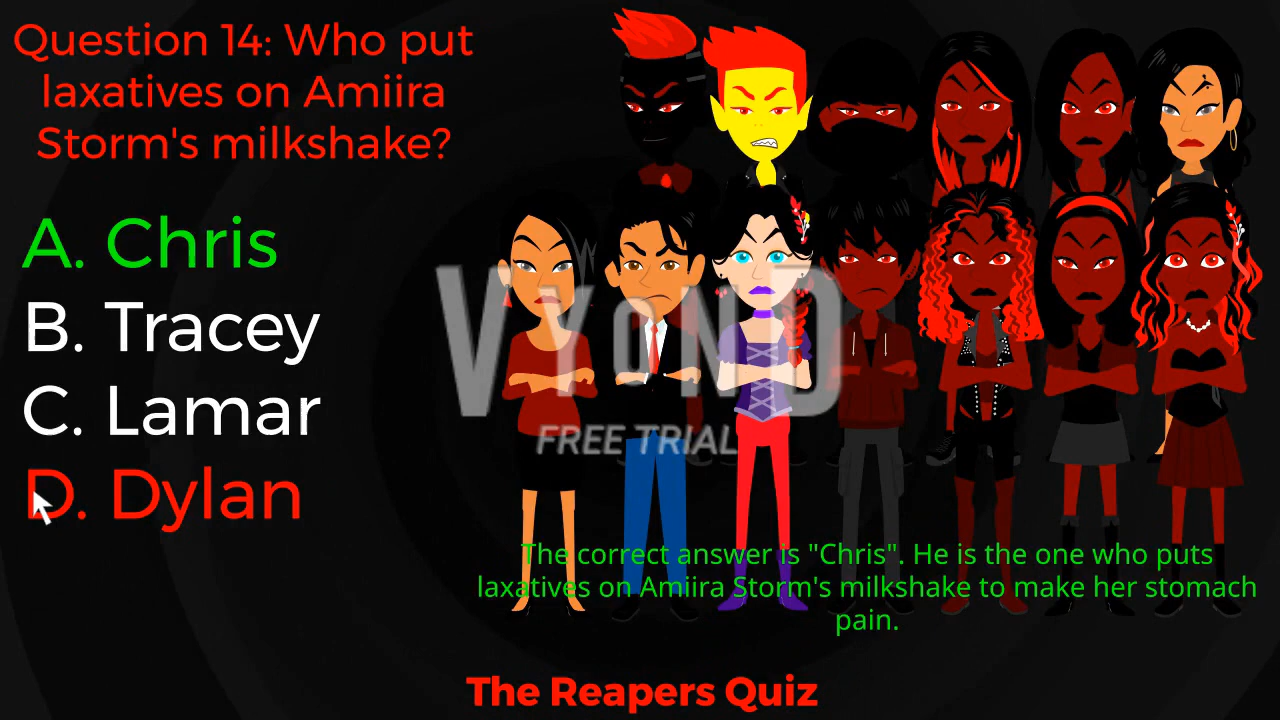 Question 14: Who put
laxatives on Amiira
Storm's milkshake?
A. Chris
B. Tracey
C. Lamar
D. Dylan
VYOND
FREE TRIAL
The correct answer is "Chris". He is the one who puts
laxatives on Amiira Storm's milkshake to make her stomach
pain.
The Reapers Quiz